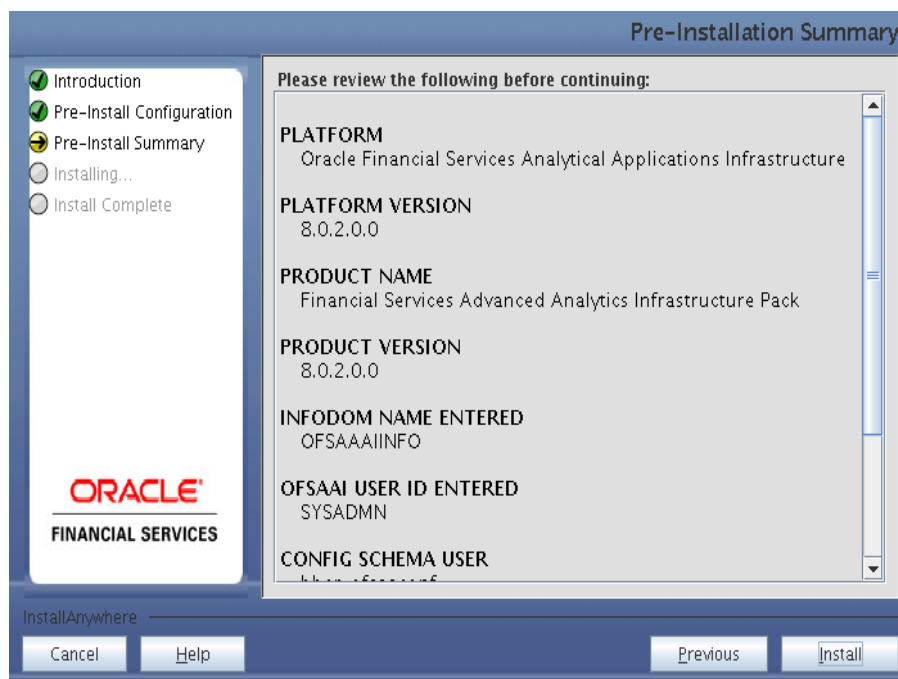 Pre-Installation Summary
Introduction
Pre-Install Configuration
Pre-Install Summary
Installing...
Install Complete
ORACLE'
FINANCIAL SERVICES
Please review the following before continuing:
PLATFORM
Oracle Financial Services Analytical Applications Infrastructure
PLATFORM VERSION
8.0.2.0.0
PRODUCT NAME
Financial Services Advanced Analytics Infrastructure Pack
PRODUCT VERSION
8.0.2.0.0
INFODOM NAME ENTERED
OFSAAAIINFO
OFSAAI USER ID ENTERED
SYSADMN
CONFIG SCHEMA USER
InstallAnywhere
Cancel
Help
Previous
Install